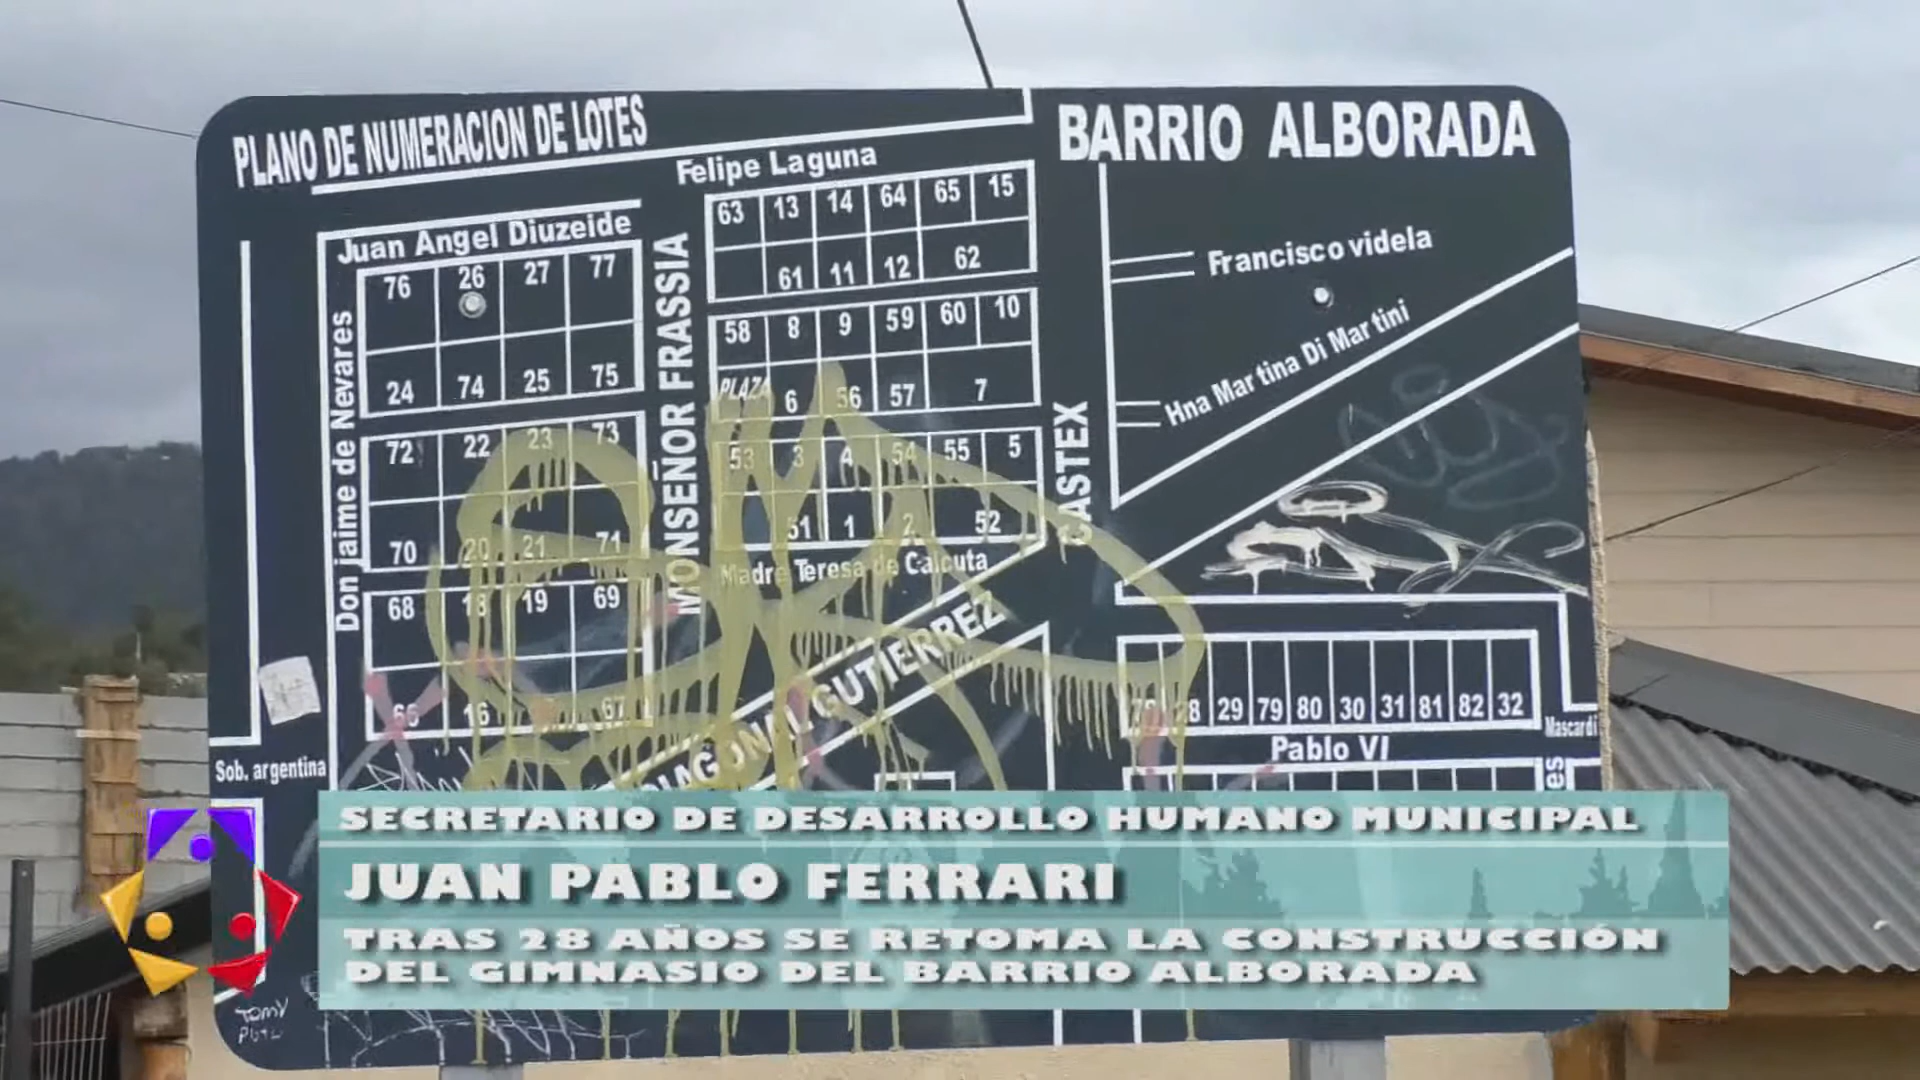 PLANO DE NUMERACION DE LOTES
BARRIO ALBORADA
Felipe Laguna
63 13 14 64 65 15
61 11 12 62
Juan Angel Diuzeide
76 26 27 77
24 74 25 75
Francisco videla
Hna Martina Di Martini
58 8 9 59 60 10
PLAZA 6 56 57 7
Don jaime de Nevares
MONSENOR FRASSIA
72 22 23 73
70 20 21 71
53 3 4 54 55 5
51 1 2 52
CASTEX
Madre Teresa de Calcuta
68 18 19 69
66 16 67
DIAGONAL GUTIERREZ
28 29 79 80 30 31 81 82 32
Mascardi
Pablo VI
es
Sob. argentina
SECRETARIO DE DESARROLLO HUMANO MUNICIPAL
JUAN PABLO FERRARI
TRAS 28 AÑOS SE RETOMA LA CONSTRUCCIÓN
DEL GIMNASIO DEL BARRIO ALBORADA
TOMY